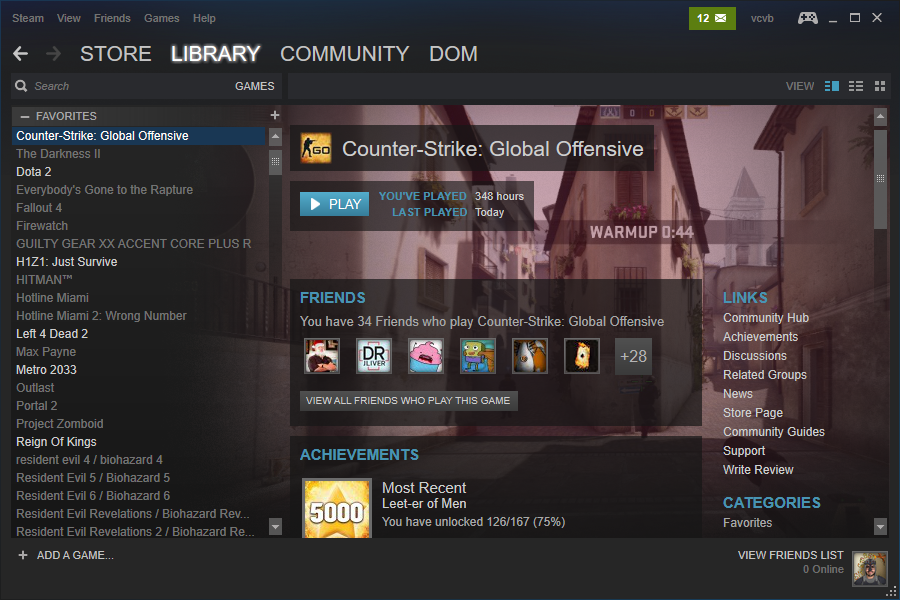 Steam View Friends Games Help
12
vcvb
STORE LIBRARY COMMUNITY DOM
Search
GAMES
VIEW
FAVORITES
Counter-Strike: Global Offensive
The Darkness II
Dota 2
Everybody's Gone to the Rapture
Fallout 4
Firewatch
GUILTY GEAR XX ACCENT CORE PLUS R
H1Z1: Just Survive
HITMAN™
Hotline Miami
Hotline Miami 2: Wrong Number
Left 4 Dead 2
Max Payne
Metro 2033
Outlast
Portal 2
Project Zomboid
Reign Of Kings
resident evil 4 / biohazard 4
Resident Evil 5 / Biohazard 5
Resident Evil 6 / Biohazard 6
Resident Evil Revelations / Biohazard Rev...
Resident Evil Revelations 2 / Biohazard Re...
ADD A GAME...
GO
Counter-Strike: Global Offensive
PLAY
YOU'VE PLAYED 348 hours
LAST PLAYED Today
WARMUP 0:44
FRIENDS
You have 34 Friends who play Counter-Strike: Global Offensive
DR
+28
VIEW ALL FRIENDS WHO PLAY THIS GAME
ACHIEVEMENTS
5000
Most Recent
Leet-er of Men
You have unlocked 126/167 (75%)
LINKS
Community Hub
Achievements
Discussions
Related Groups
News
Store Page
Community Guides
Support
Write Review
CATEGORIES
Favorites
VIEW FRIENDS LIST
0 Online